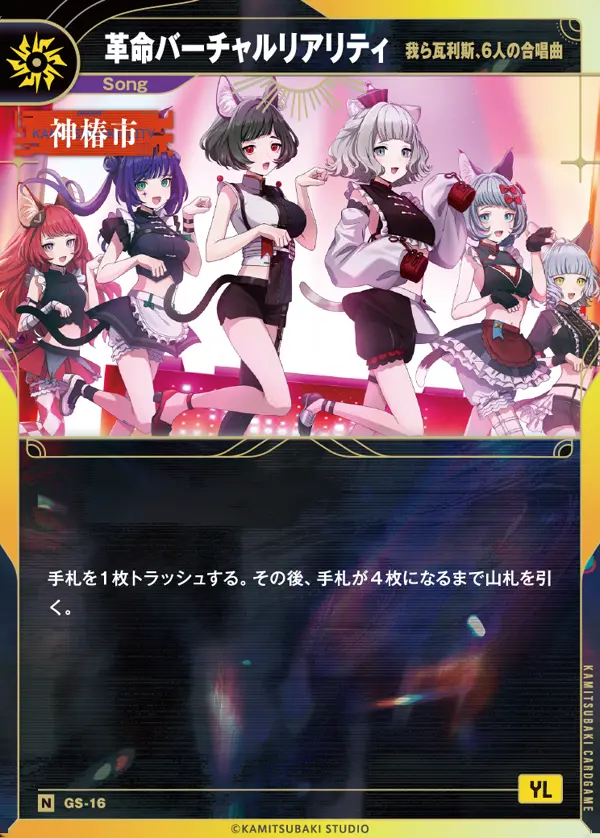 革命バーチャルリアリティ 我ら瓦利斯、6人の合唱曲
Song
神椿市
手札を1枚トラッシュする。その後、手札が4枚になるまで山札を引
く。
KAMITSUBAKI CARDGAME
YL
N GS-16
©KAMITSUBAKI STUDIO